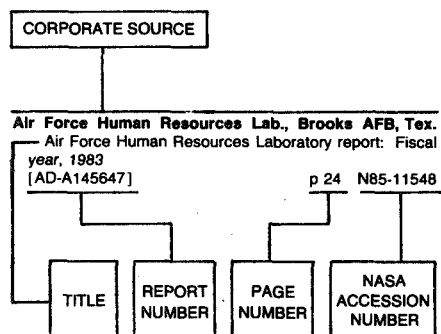 CORPORATE SOURCE
Air Force Human Resources Lab., Brooks AFB, Tex.
Air Force Human Resources Laboratory report: Fiscal
year, 1983
[AD-A145647] p 24 N85-11548
TITLE
REPORT
NUMBER
PAGE
NUMBER
NASA
ACCESSION
NUMBER